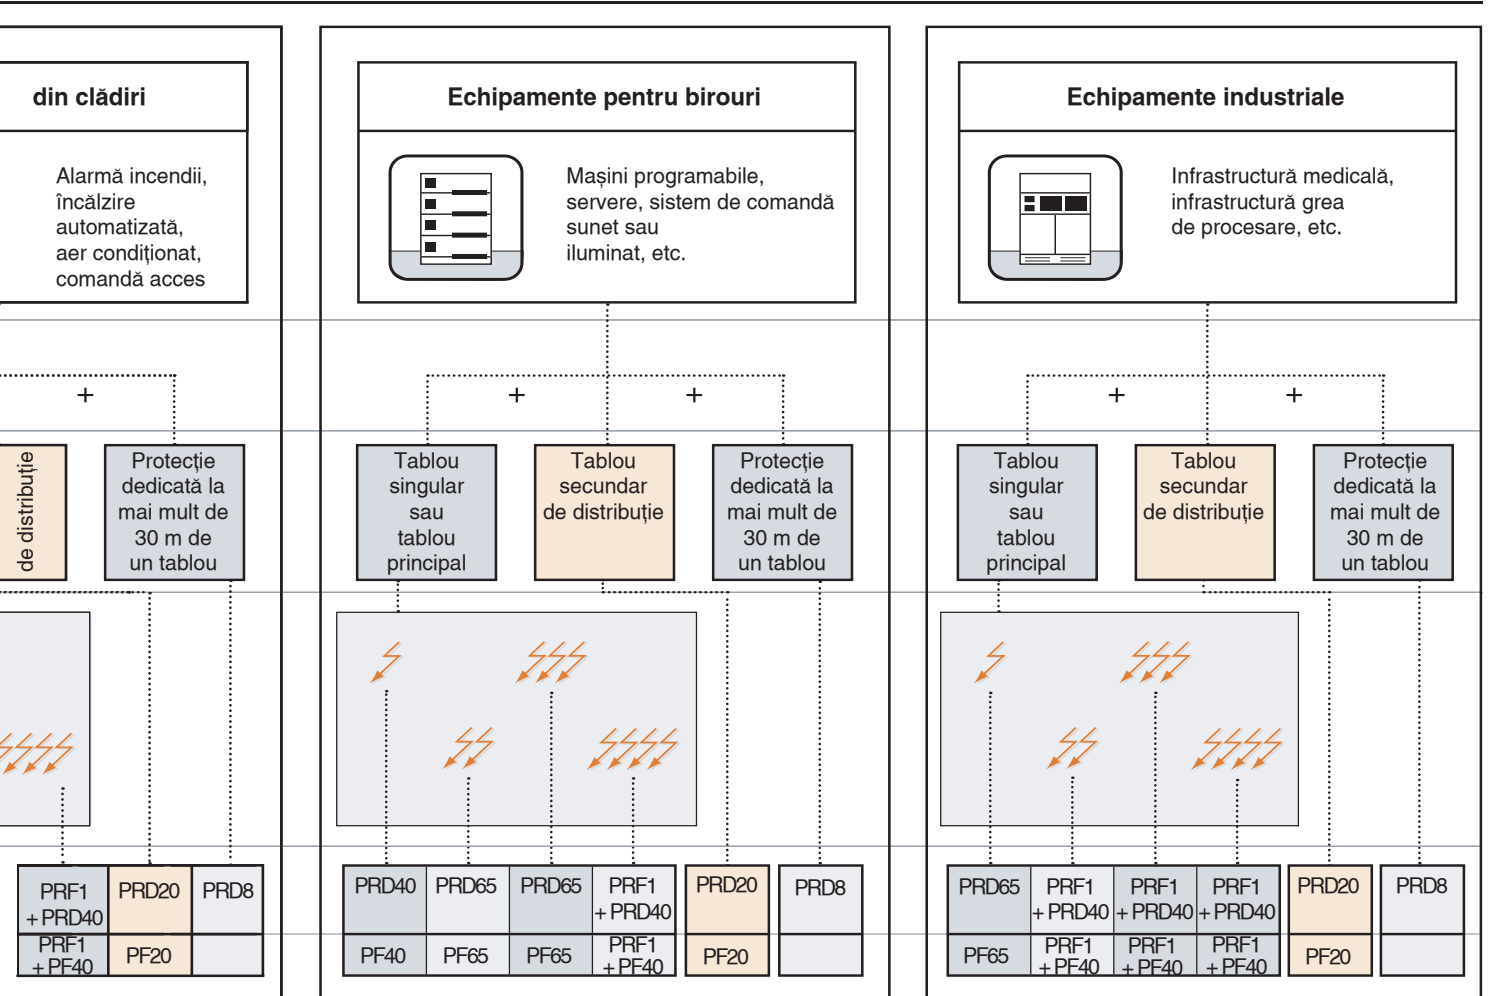 din clădiri
Alarmă incendii,
încălzire
automatizată,
aer condiționat,
comandă acces
+
de distribuție
Protecție
dedicată la
mai mult de
30 m de
un tablou
PRF1
+ PRD40
PRD20
PRD8
PRF1
+ PF40
PF20
Echipamente pentru birouri
Mașini programabile,
servere, sistem de comandă
sunet sau
iluminat, etc.
+
+
Tablou
singular
sau
tablou
principal
Tablou
secundar
de distribuție
Protecție
dedicată la
mai mult de
30 m de
un tablou
PRD40
PRD65
PRD65
PRF1
+ PRD40
PRD20
PRD8
PF40
PF65
PF65
PRF1
+ PF40
PF20
Echipamente industriale
Infrastructură medicală,
infrastructură grea
de procesare, etc.
+
+
Tablou
singular
sau
tablou
principal
Tablou
secundar
de distribuție
Protecție
dedicată la
mai mult de
30 m de
un tablou
PRD65
PRF1
+ PRD40
PRF1
+ PRD40
PRF1
+ PRD40
PRD20
PRD8
PF65
PRF1
+ PF40
PRF1
+ PF40
PRF1
+ PF40
PF20